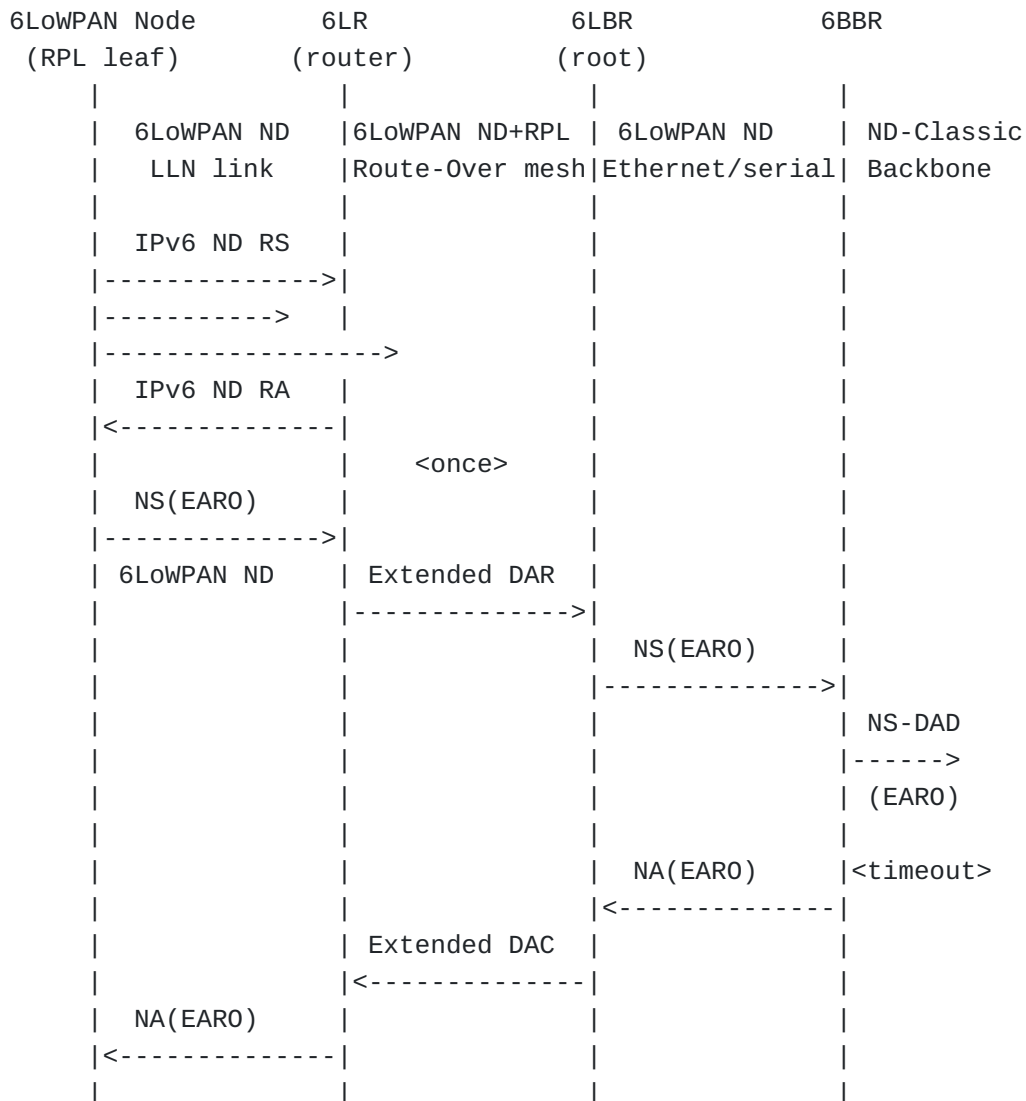 6LoWPAN Node 6LR 6LBR 6BBR
(RPL leaf) (router) (root)
6LoWPAN ND 6LoWPAN ND+RPL 6LoWPAN ND ND-Classic
LLN link Route-Over mesh Ethernet/serial Backbone
IPv6 ND RS
IPv6 ND RA
<once>
NS(EARO)
6LoWPAN ND Extended DAR
NS(EARO)
NS-DAD
(EARO)
NA(EARO) <timeout>
Extended DAC
NA(EARO)